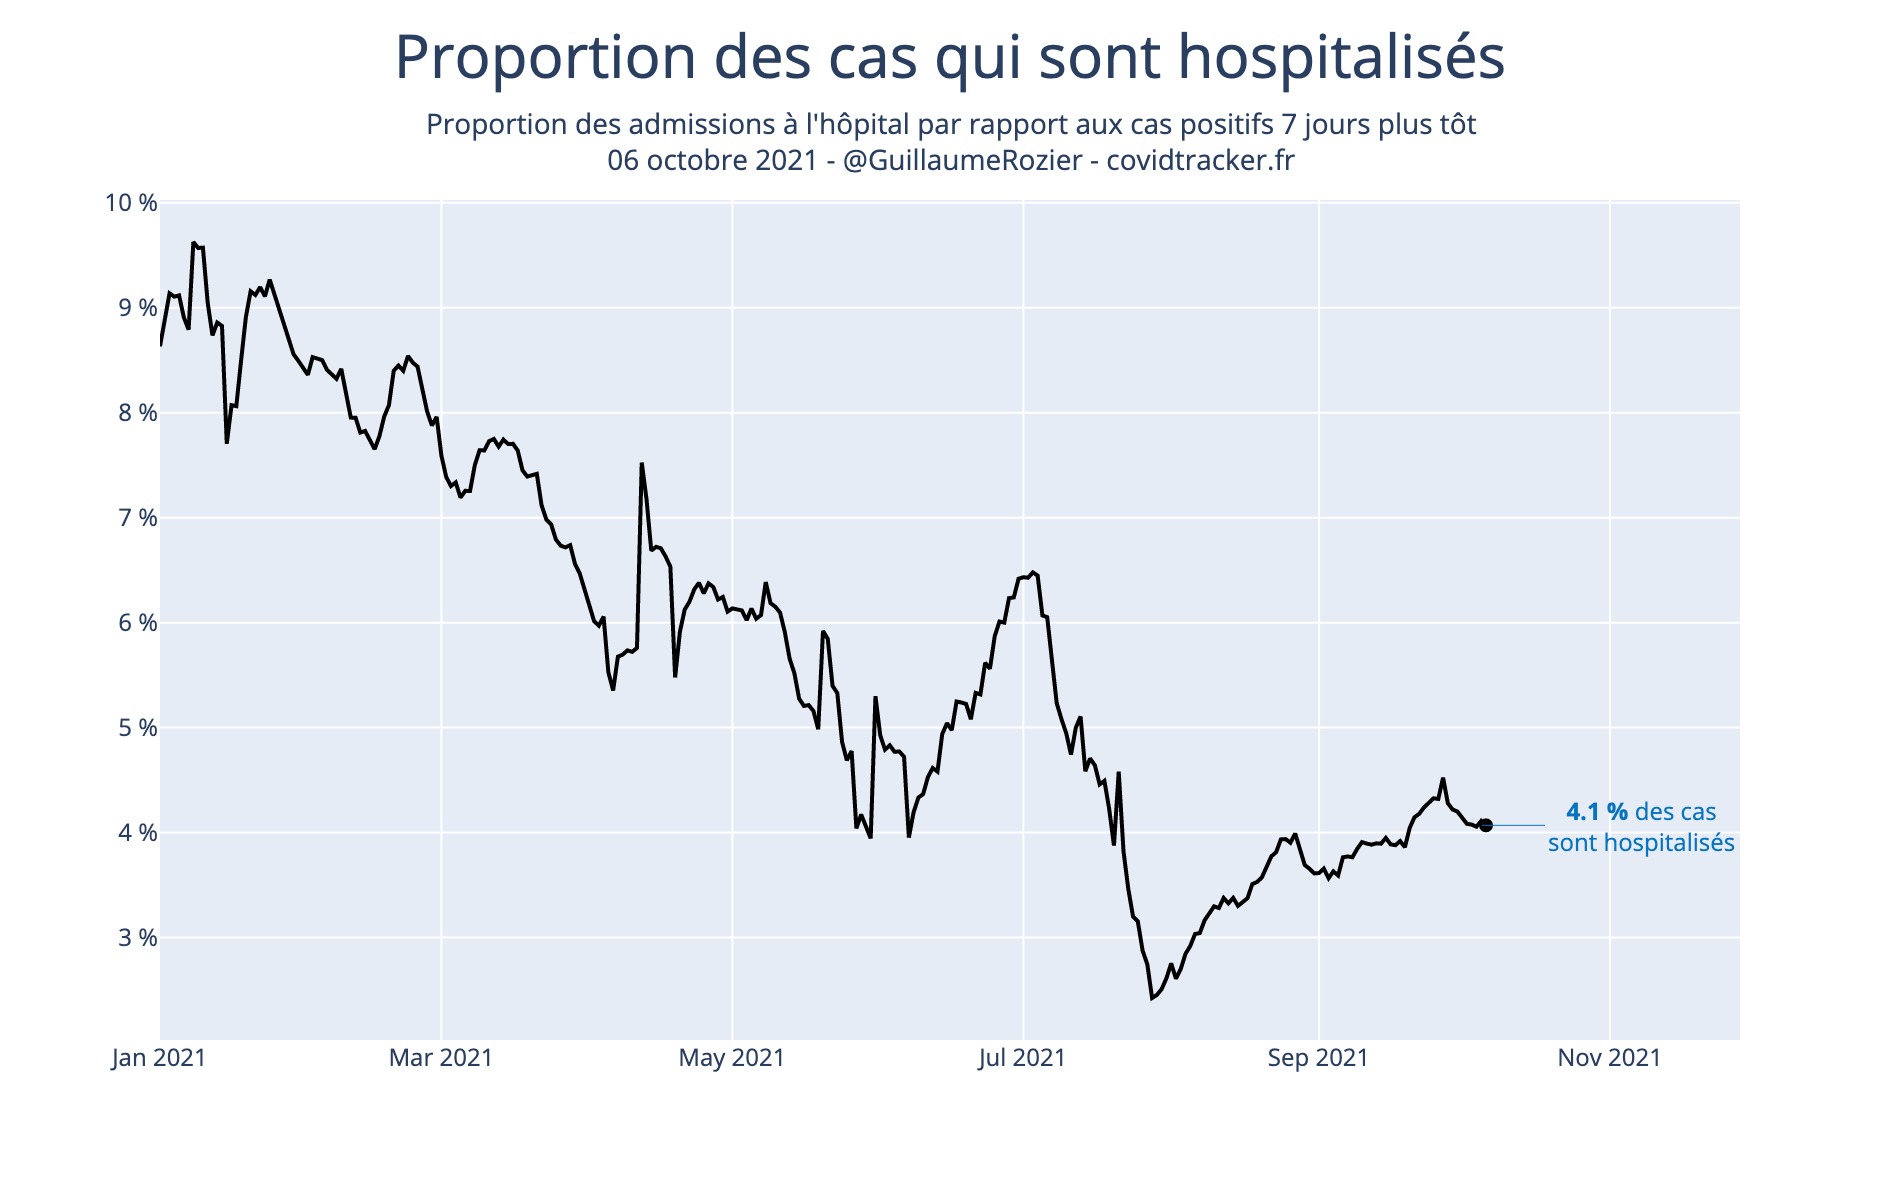 Proportion des cas qui sont hospitalisés
Proportion des admissions à l'hôpital par rapport aux cas positifs 7 jours plus tôt
06 octobre 2021 - @GuillaumeRozier - covidtracker.fr
10 %
9 %
8 %
7 %
6 %
5 %
4 %
3 %
4.1 % des cas
sont hospitalisés
Jan 2021
Mar 2021
May 2021
Jul 2021
Sep 2021
Nov 2021